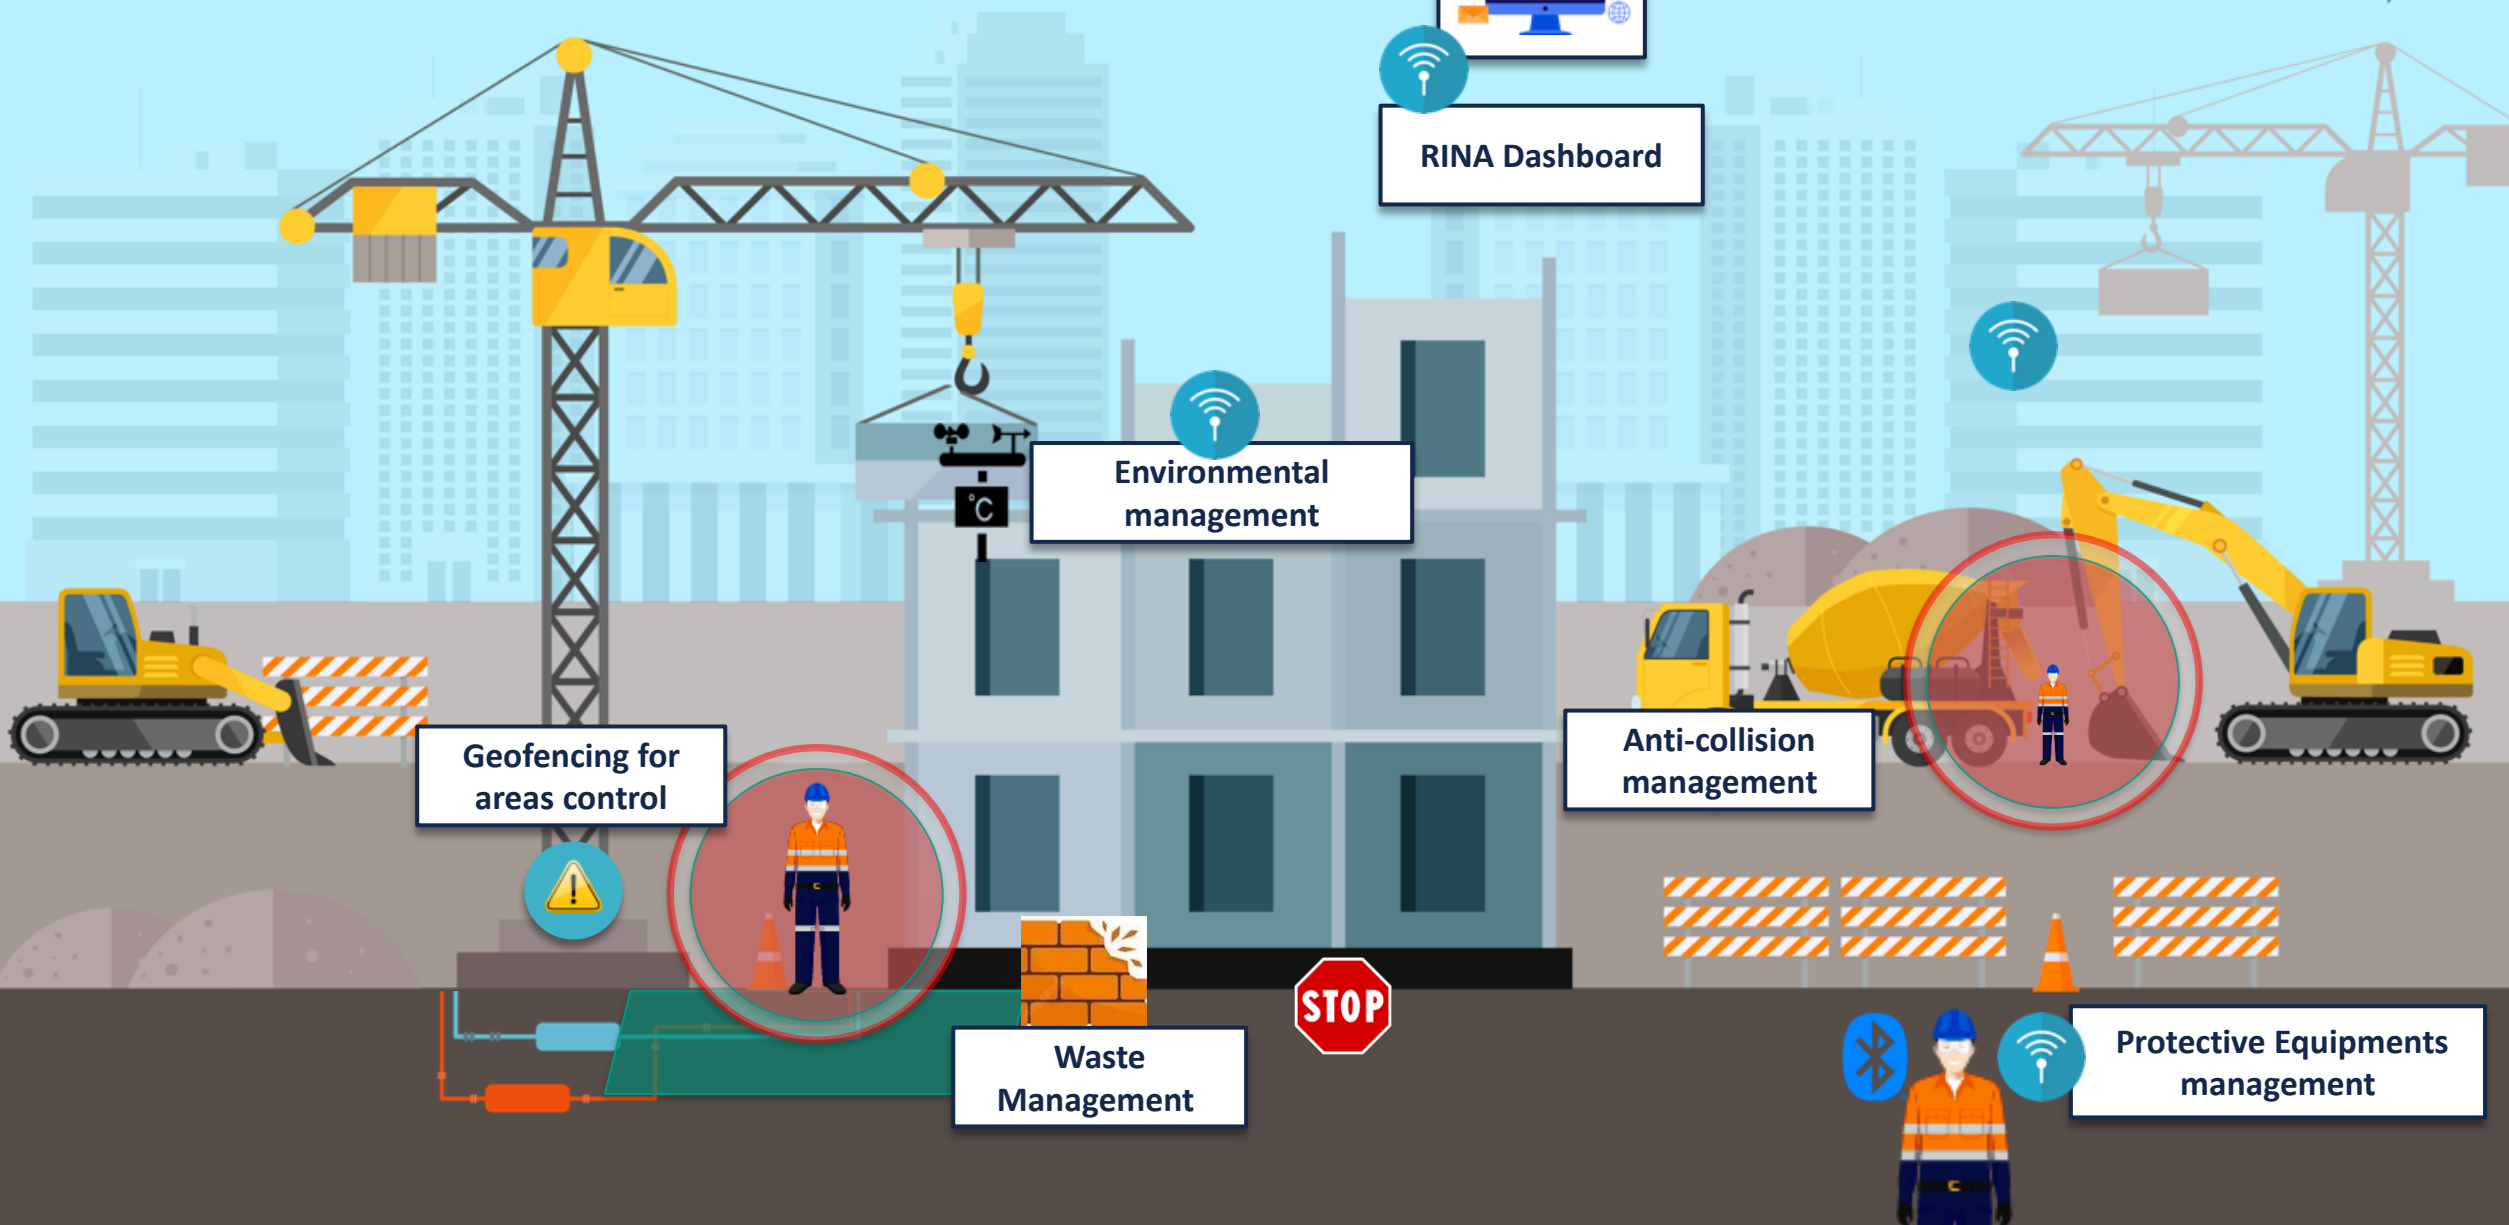 RINA Dashboard
Environmental
management
°C
Geofencing for
areas control
Anti-collision
management
STOP
Waste
Management
Protective Equipments
management